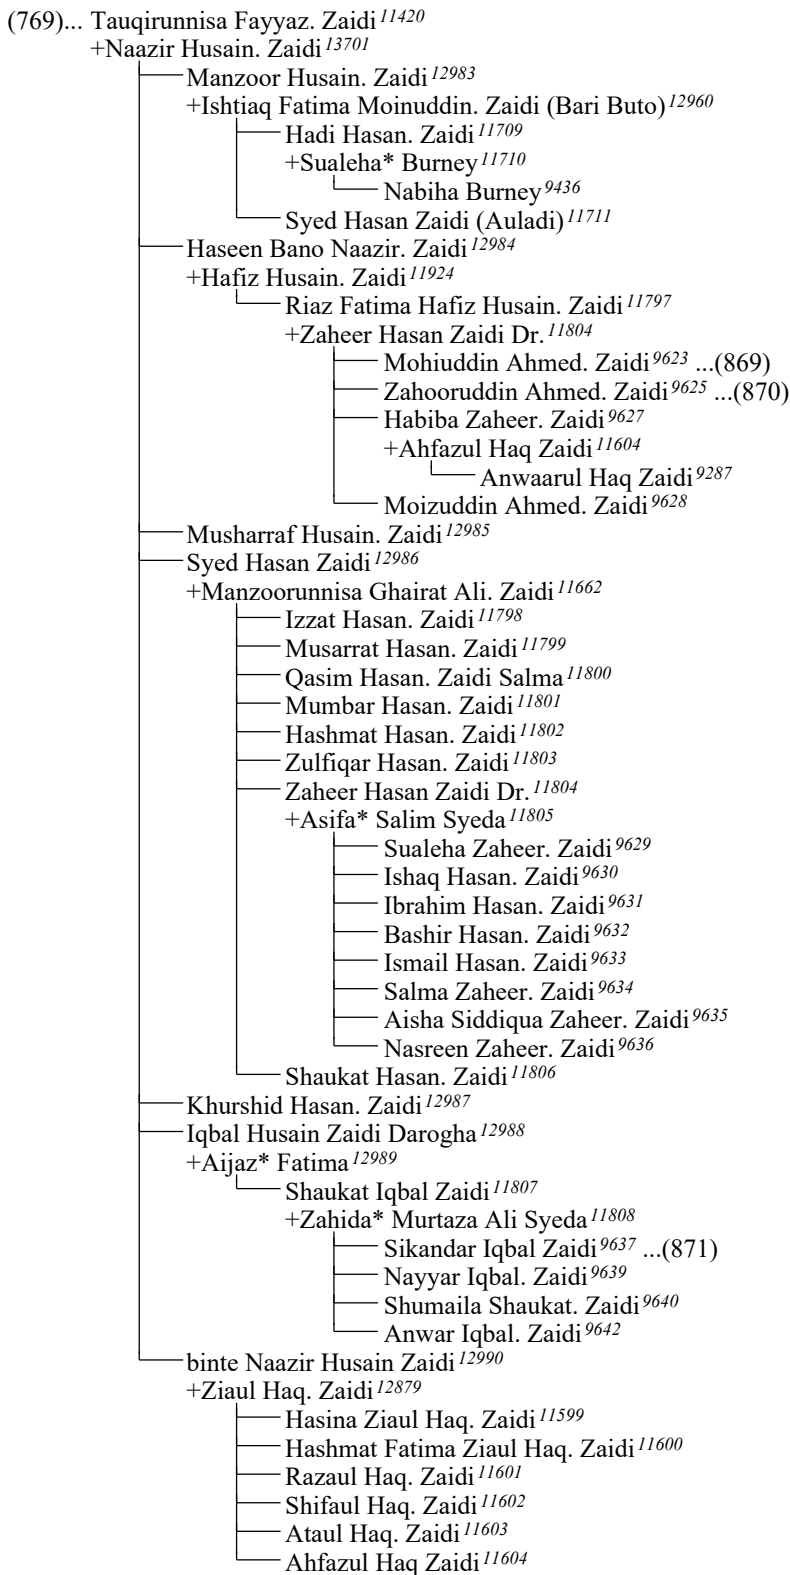 (769)... Tauqirunnisa Fayyaz. Zaidi 11420
+Naazir Husain. Zaidi 13701
Manzoor Husain. Zaidi 12983
+Ishtiaq Fatima Moinuddin. Zaidi (Bari Buto) 12960
Hadi Hasan. Zaidi 11709
+Sualeha* Burney 11710
Nabiha Burney 9436
Syed Hasan Zaidi (Auladi) 11711
Haseen Bano Naazir. Zaidi 12984
+Hafiz Husain. Zaidi 11924
Riaz Fatima Hafiz Husain. Zaidi 11797
+Zaheer Hasan Zaidi Dr. 11804
Mohiuddin Ahmed. Zaidi 9623 ...(869)
Zahooruddin Ahmed. Zaidi 9625 ...(870)
Habiba Zaheer. Zaidi 9627
+Ahfazul Haq Zaidi 11604
Anwaarul Haq Zaidi 9287
Moizuddin Ahmed. Zaidi 9628
Musharraf Husain. Zaidi 12985
Syed Hasan Zaidi 12986
+Manzoorunnisa Ghairat Ali. Zaidi 11662
Izzat Hasan. Zaidi 11798
Musarrat Hasan. Zaidi 11799
Qasim Hasan. Zaidi Salma 11800
Mumbar Hasan. Zaidi 11801
Hashmat Hasan. Zaidi 11802
Zulfiqar Hasan. Zaidi 11803
Zaheer Hasan Zaidi Dr. 11804
+Asifa* Salim Syeda 11805
Sualeha Zaheer. Zaidi 9629
Ishaq Hasan. Zaidi 9630
Ibrahim Hasan. Zaidi 9631
Bashir Hasan. Zaidi 9632
Ismail Hasan. Zaidi 9633
Salma Zaheer. Zaidi 9634
Aisha Siddiqua Zaheer. Zaidi 9635
Nasreen Zaheer. Zaidi 9636
Shaukat Hasan. Zaidi 11806
Khurshid Hasan. Zaidi 12987
Iqbal Husain Zaidi Darogha 12988
+Aijaz* Fatima 12989
Shaukat Iqbal Zaidi 11807
+Zahida* Murtaza Ali Syeda 11808
Sikandar Iqbal Zaidi 9637 ...(871)
Nayyar Iqbal. Zaidi 9639
Shumaila Shaukat. Zaidi 9640
Anwar Iqbal. Zaidi 9642
binte Naazir Husain Zaidi 12990
+Ziaul Haq. Zaidi 12879
Hasina Ziaul Haq. Zaidi 11599
Hashmat Fatima Ziaul Haq. Zaidi 11600
Razaul Haq. Zaidi 11601
Shifaul Haq. Zaidi 11602
Ataul Haq. Zaidi 11603
Ahfazul Haq Zaidi 11604